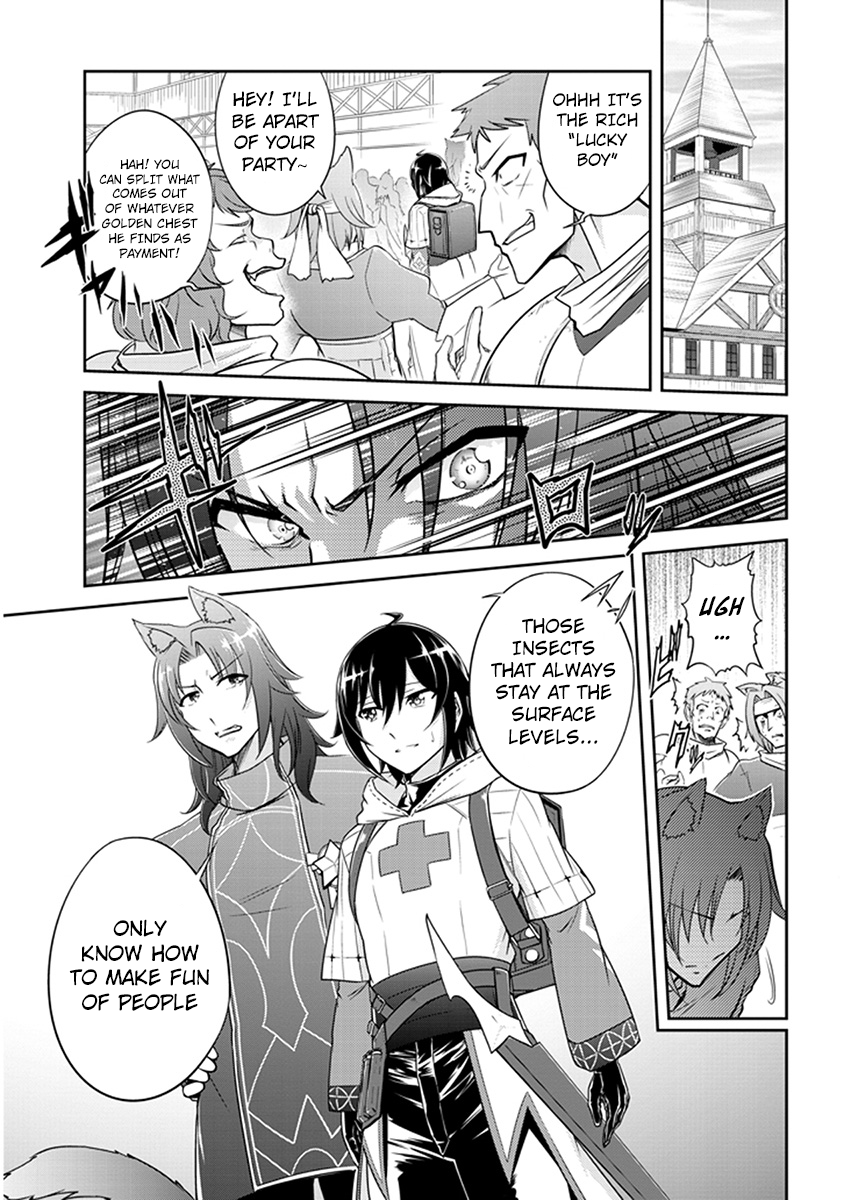 OHHH IT'S
THE RICH
"LUCKY
BOY"
HEY! I'LL
BE APART
OF YOUR
PARTY~
HAH! YOU
CAN SPLIT WHAT
COMES OUT
OF WHATEVER
GOLDEN CHEST
HE FINDS AS
PAYMENT!
UGH
...
THOSE
INSECTS
THAT ALWAYS
STAY AT THE
SURFACE
LEVELS...
ONLY
KNOW HOW
TO MAKE FUN
OF PEOPLE